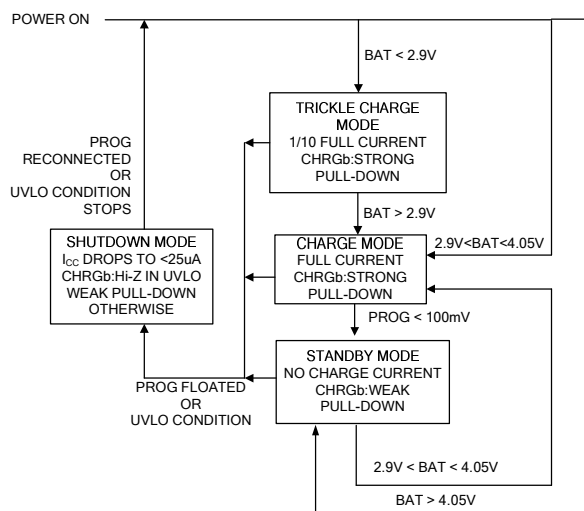 POWER ON
BAT < 2.9V
TRICKLE CHARGE
MODE
1/10 FULL CURRENT
CHRGb:STRONG
PULL-DOWN
PROG
RECONNECTED
OR
UVLO CONDITION
STOPS
BAT > 2.9V
SHUTDOWN MODE
ICC DROPS TO <25uA
CHRGb:Hi-Z IN UVLO
WEAK PULL-DOWN
OTHERWISE
CHARGE MODE
FULL CURRENT
CHRGb:STRONG
PULL-DOWN
2.9V<BAT<4.05V
PROG < 100mV
STANDBY MODE
NO CHARGE CURRENT
CHRGb:WEAK
PULL-DOWN
PROG FLOATED
OR
UVLO CONDITION
2.9V < BAT < 4.05V
BAT > 4.05V